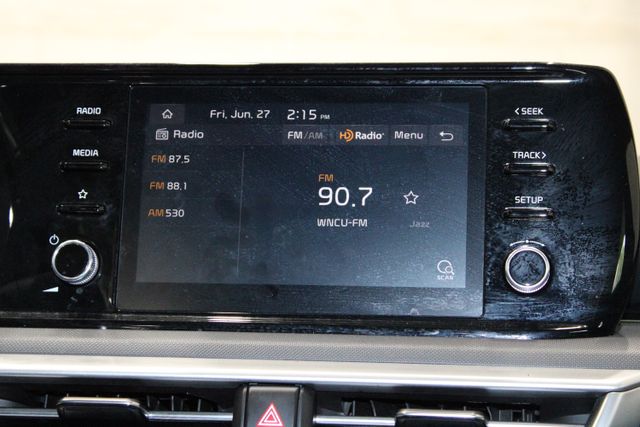 RADIO
MEDIA
Fri, Jun. 27 2:15 PM
Radio FM/AM HD Radio Menu
FM 87.5
FM 88.1
AM 530
FM
90.7
WNCU-FM
Jazz
SCAN
< SEEK
TRACK >
SETUP